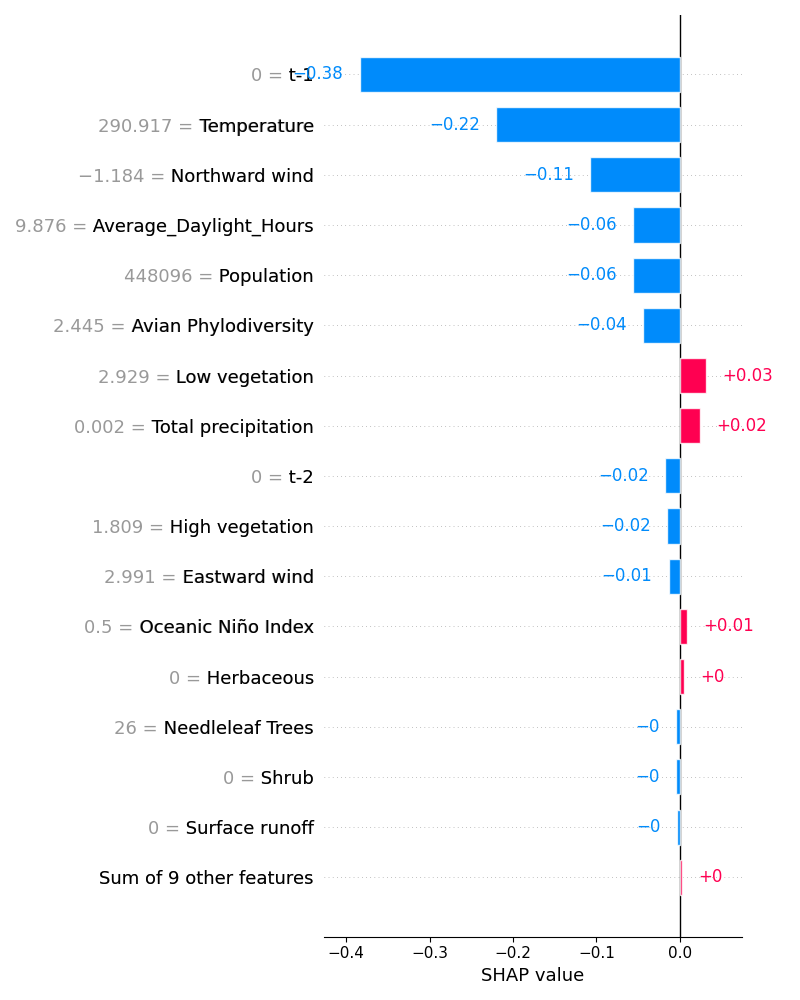 0 = t-1 −0.38
290.917 = Temperature −0.22
−1.184 = Northward wind −0.11
9.876 = Average_Daylight_Hours −0.06
448096 = Population −0.06
2.445 = Avian Phylodiversity −0.04
2.929 = Low vegetation +0.03
0.002 = Total precipitation +0.02
0 = t-2 −0.02
1.809 = High vegetation −0.02
2.991 = Eastward wind −0.01
0.5 = Oceanic Niño Index +0.01
0 = Herbaceous +0
26 = Needleleaf Trees −0
0 = Shrub −0
0 = Surface runoff −0
Sum of 9 other features +0
−0.4 −0.3 −0.2 −0.1 0.0
SHAP value